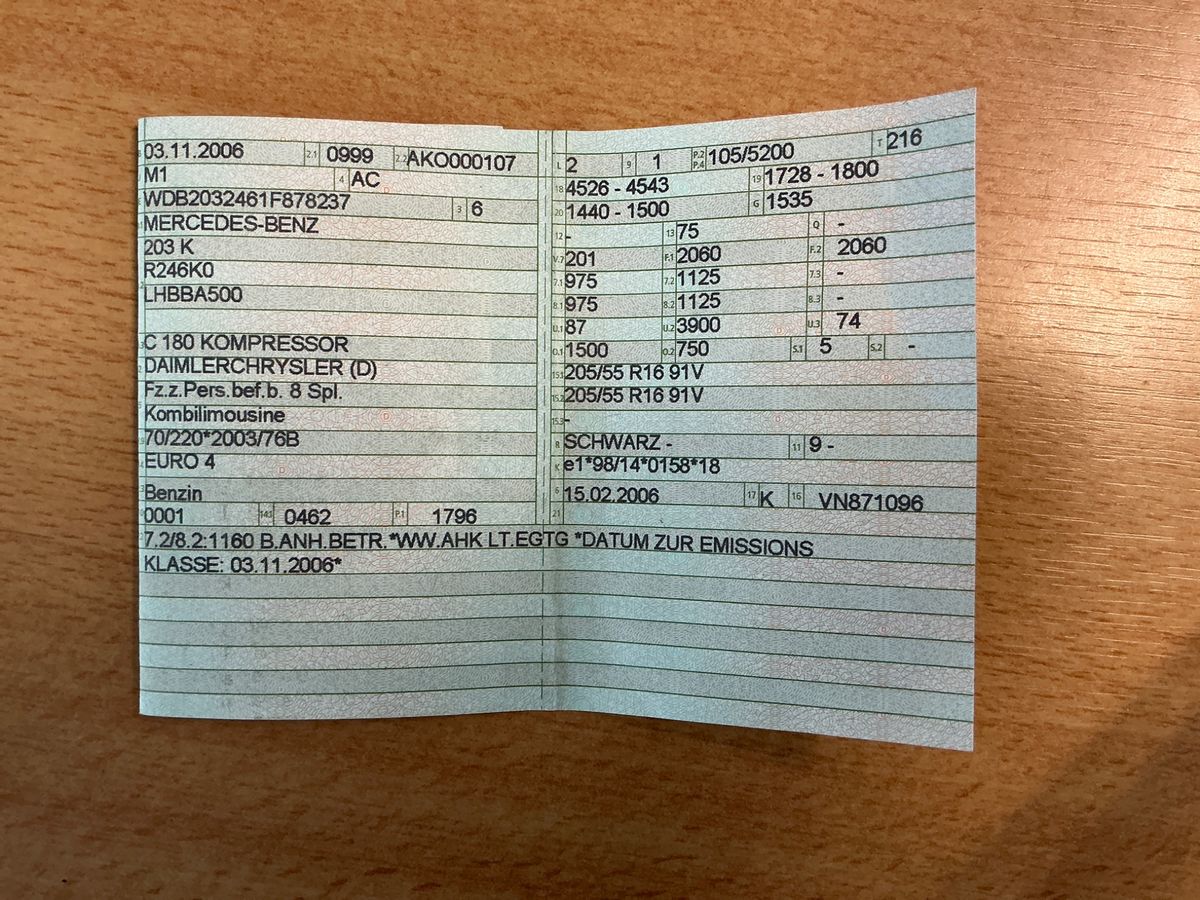 03.11.2006 2.1 0999 2.2 AKO000107
M1 4 AC
WDB2032461F878237 3 6
MERCEDES-BENZ
203 K
R246K0
LHBBA500
C 180 KOMPRESSOR
DAIMLERCHRYSLER (D)
Fz.z.Pers.bef.b. 8 Spl.
Kombilimousine
70/220*2003/76B
EURO 4
Benzin
0001 14.1 0462 P.1 1796
L 2 9 1 P.2 P.4 105/5200 T 216
18 4526 - 4543 19 1728 - 1800
20 1440 - 1500 G 1535
12 - 13 75 Q -
V.7 201 F.1 2060 F.2 2060
7.1 975 7.2 1125 7.3 -
8.1 975 8.2 1125 8.3 -
U.1 87 U.2 3900 U.3 74
O.1 1500 O.2 750 S.1 5 S.2 -
15.1 205/55 R16 91V
15.2 205/55 R16 91V
15.3 -
R SCHWARZ - 11 9 -
K e1*98/14*0158*18
6 15.02.2006 17 K 16 VN871096
21
7.2/8.2:1160 B.ANH.BETR.*WW.AHK LT.EGTG *DATUM ZUR EMISSIONS
KLASSE: 03.11.2006*